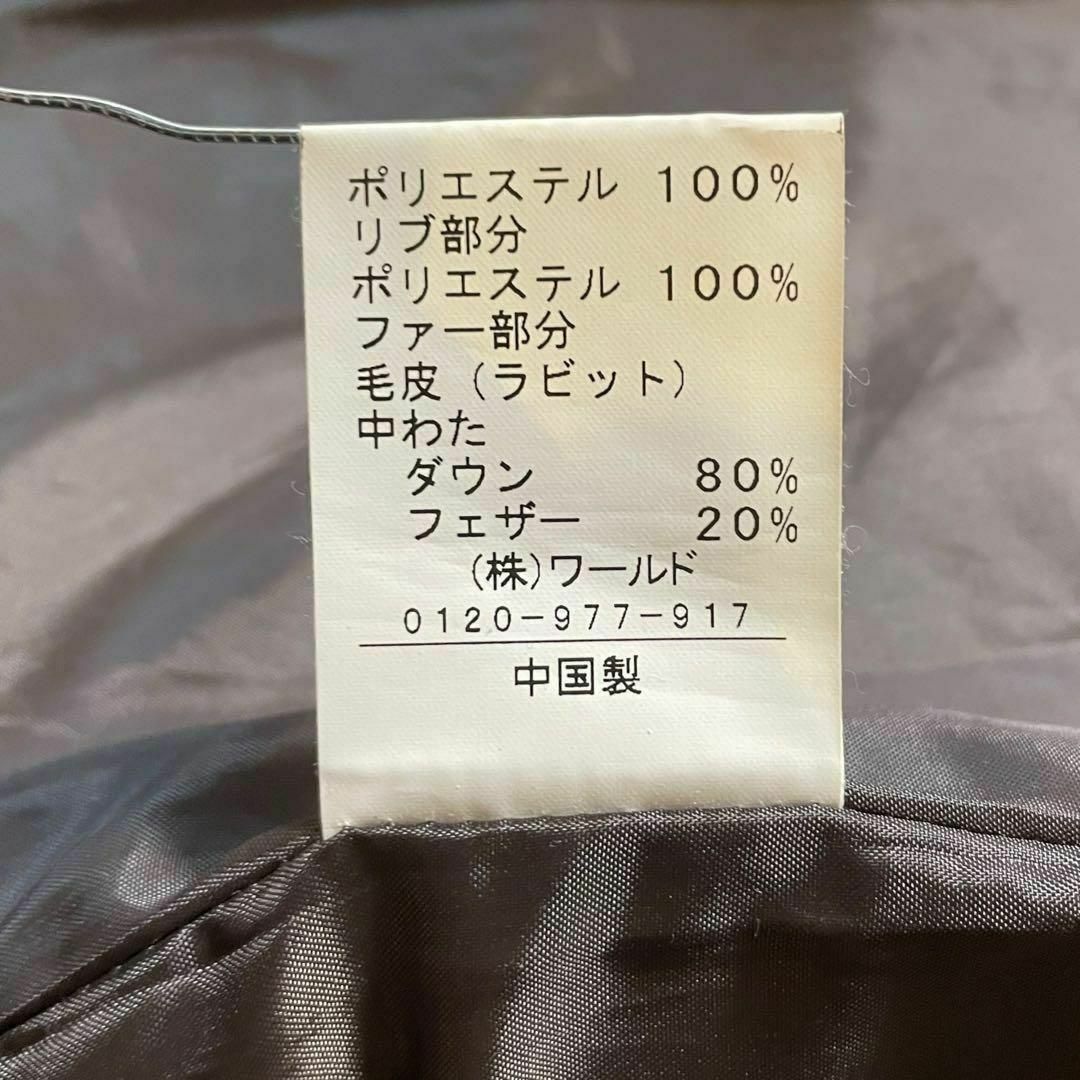 ポリエステル 100%
リブ部分
ポリエステル 100%
ファー部分
毛皮(ラビット)
中わた
ダウン 80%
フェザー 20%
(株)ワールド
0120-977-917
中国製